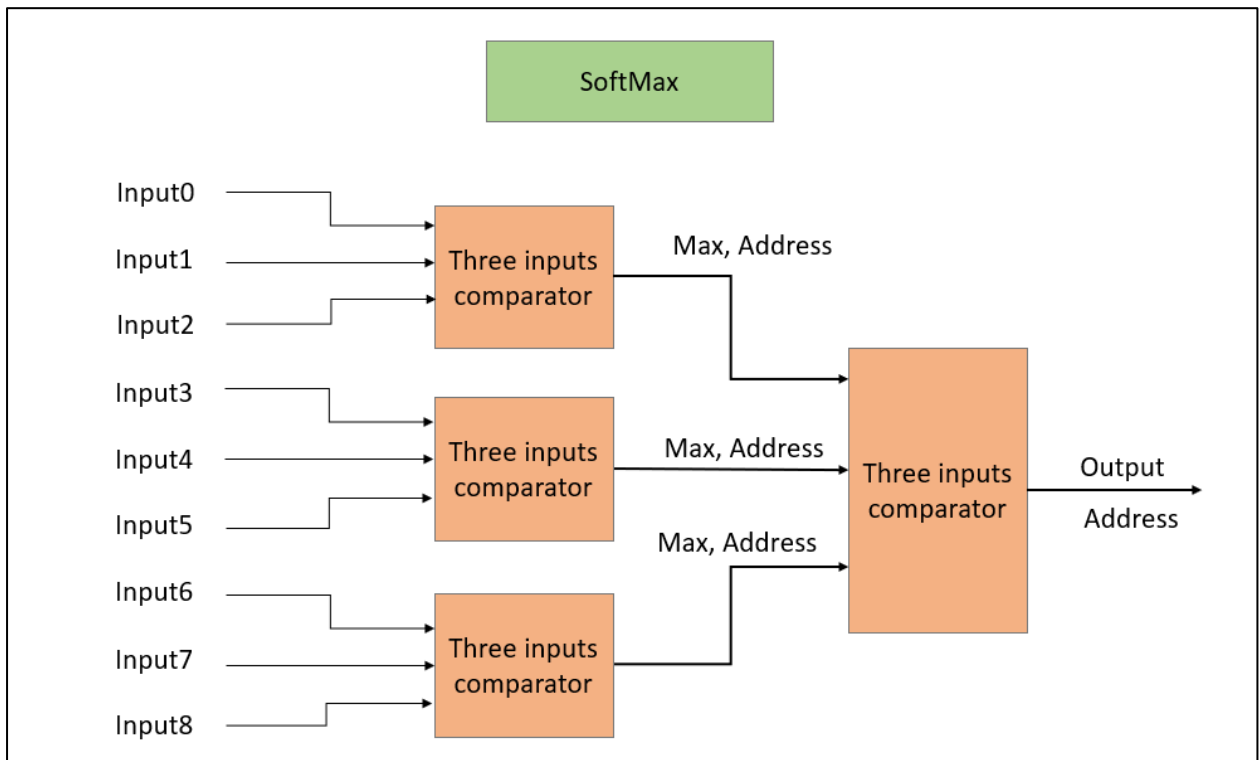 SoftMax
Input0
Input1
Input2
Three inputs
comparator
Max, Address
Input3
Input4
Input5
Three inputs
comparator
Max, Address
Input6
Input7
Input8
Three inputs
comparator
Max, Address
Three inputs
comparator
Output
Address